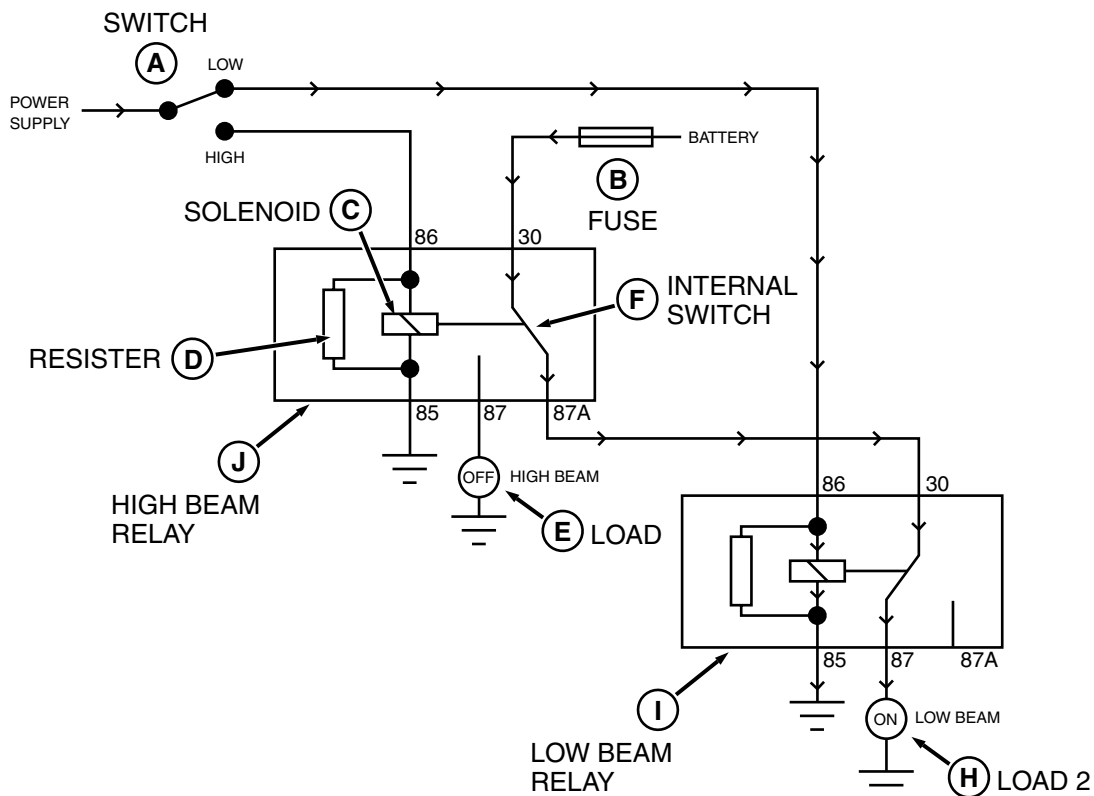 SWITCH
A
LOW
POWER
SUPPLY
HIGH
BATTERY
B
FUSE
SOLENOID C
86
30
F
INTERNAL
SWITCH
RESISTER D
85
87
87A
J
HIGH BEAM
RELAY
OFF
HIGH BEAM
E LOAD
86
30
85
87
87A
I
LOW BEAM
RELAY
ON
LOW BEAM
H LOAD 2